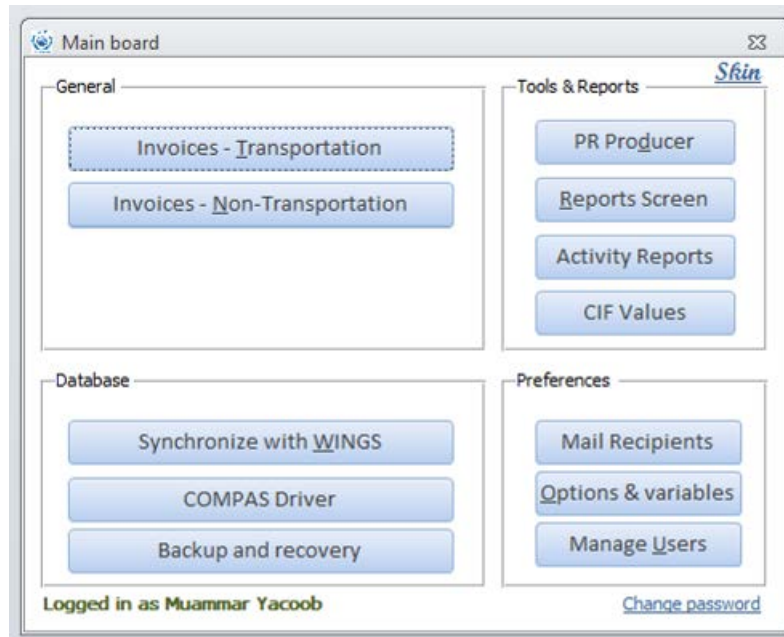 Main board
Skin
General
Invoices - Transportation
Invoices - Non-Transportation
Tools & Reports
PR Producer
Reports Screen
Activity Reports
CIF Values
Database
Synchronize with WINGS
COMPAS Driver
Backup and recovery
Preferences
Mail Recipients
Options & variables
Manage Users
Logged in as Muammar Yacoob
Change password